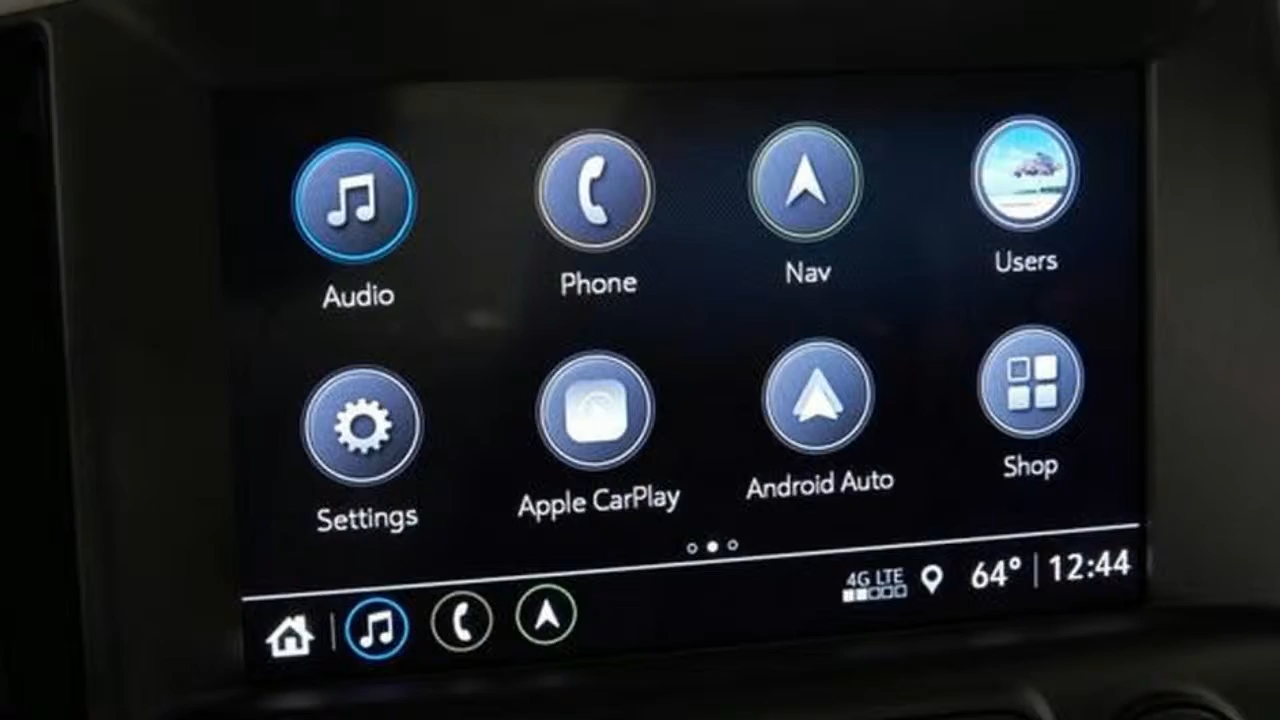 Audio
Phone
Nav
Users
Settings
Apple CarPlay
Android Auto
Shop
4G LTE
64° 12:44